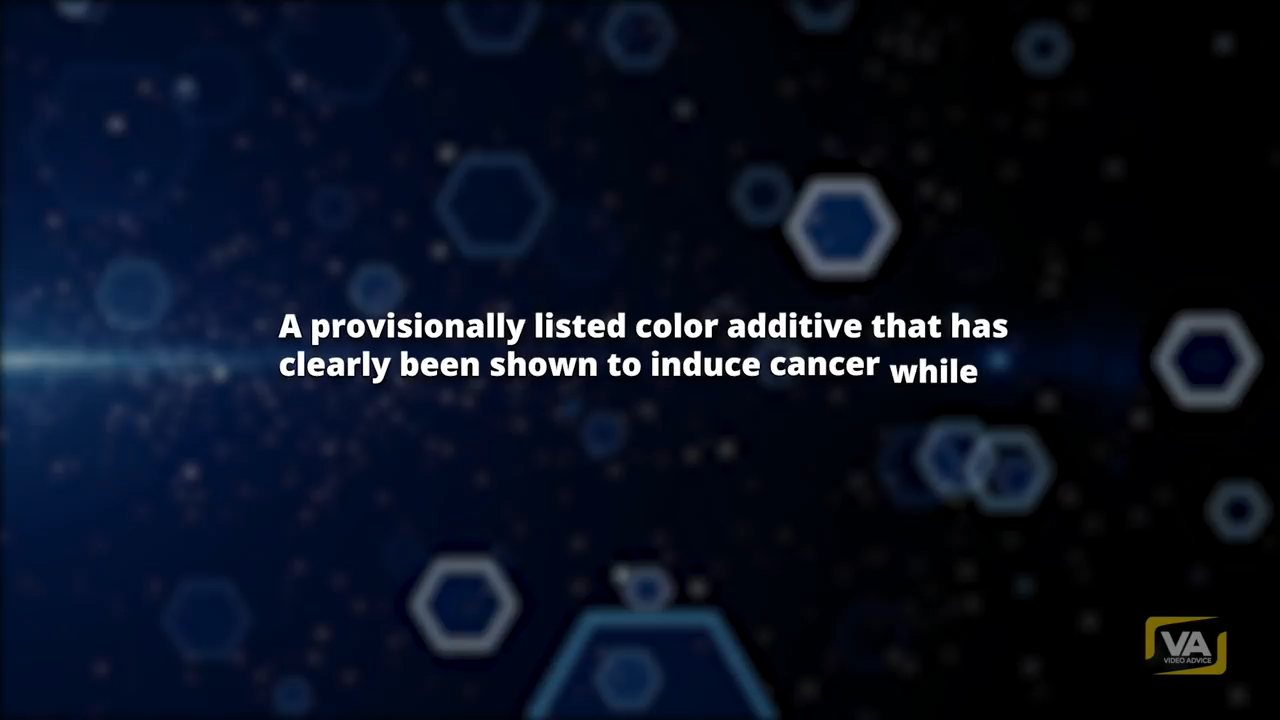 A provisionally listed color additive that has
clearly been shown to induce cancer while
VA
VIDEO ADVICE